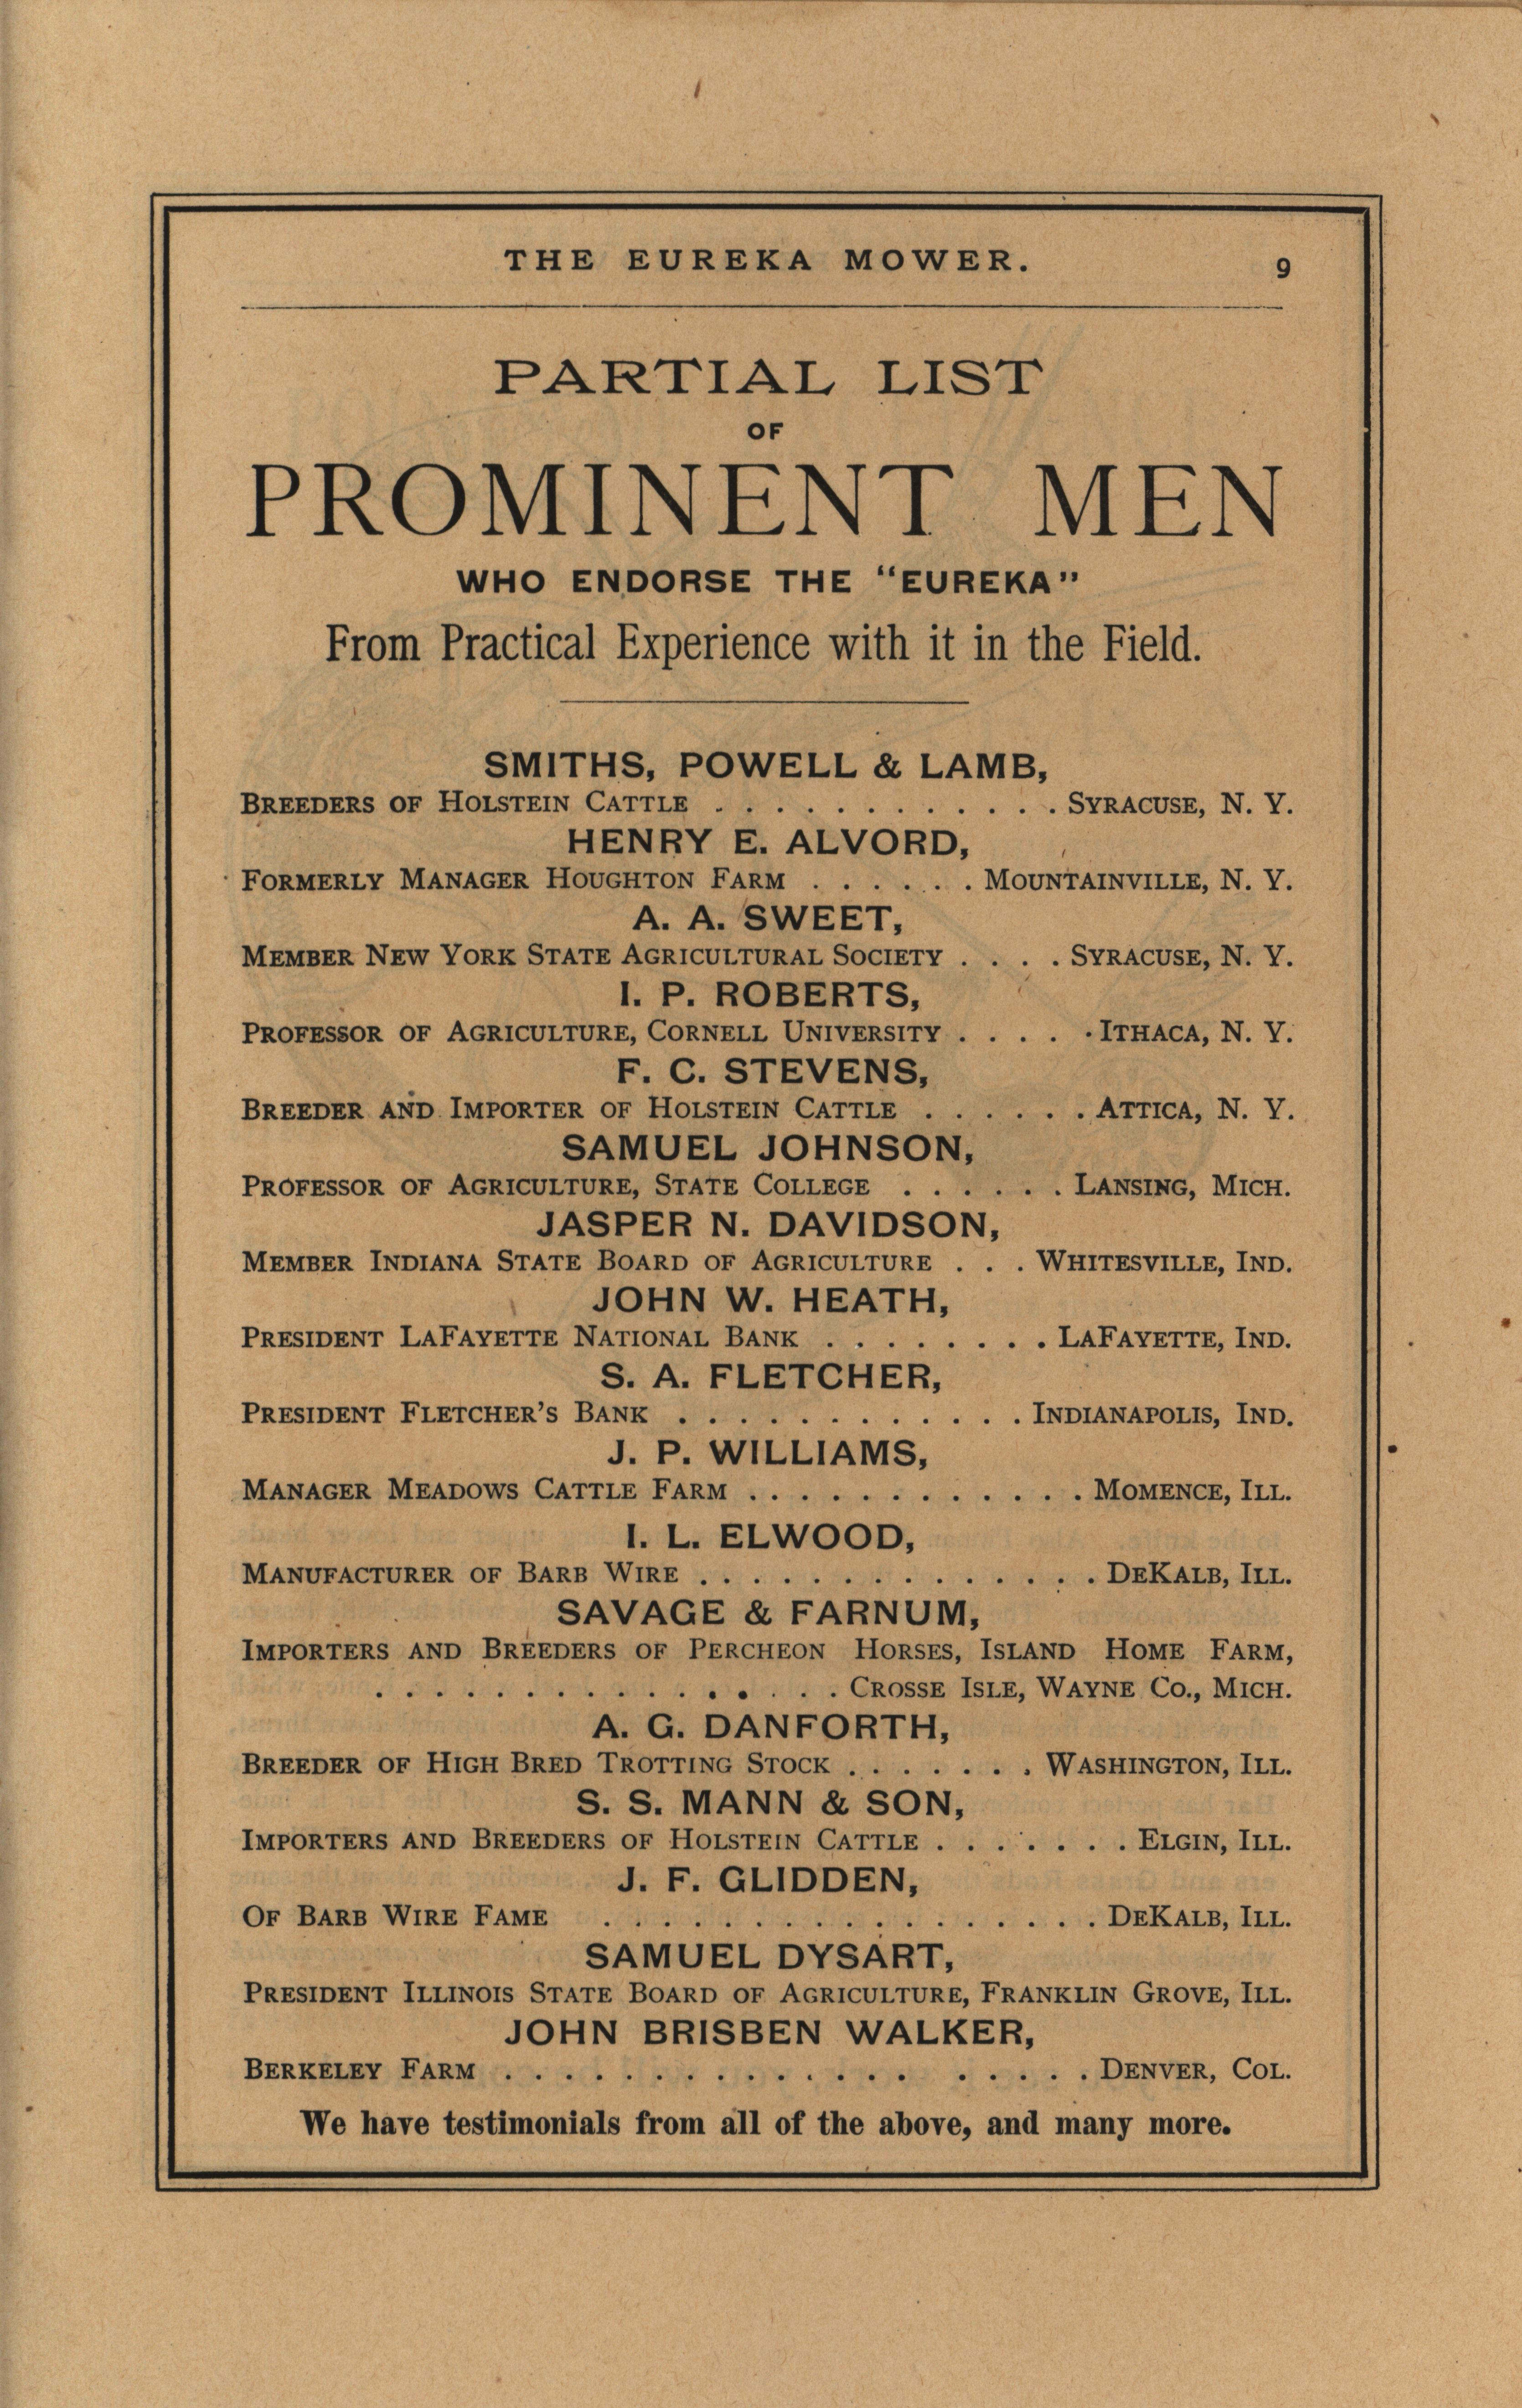 THE EUREKA MOWER. 9
PARTIAL LIST
OF
PROMINENT MEN
WHO ENDORSE THE "EUREKA"
From Practical Experience with it in the Field.
SMITHS, POWELL & LAMB,
BREEDERS OF HOLSTEIN CATTLE . . . . . . . . . . . . SYRACUSE, N. Y.
HENRY E. ALVORD,
FORMERLY MANAGER HOUGHTON FARM . . . . . . MOUNTAINVILLE, N. Y.
A. A. SWEET,
MEMBER NEW YORK STATE AGRICULTURAL SOCIETY . . . . SYRACUSE, N. Y.
I. P. ROBERTS,
PROFESSOR OF AGRICULTURE, CORNELL UNIVERSITY . . . . . ITHACA, N. Y.
F. C. STEVENS,
BREEDER AND IMPORTER OF HOLSTEIN CATTLE . . . . . . ATTICA, N. Y.
SAMUEL JOHNSON,
PROFESSOR OF AGRICULTURE, STATE COLLEGE . . . . . . LANSING, MICH.
JASPER N. DAVIDSON,
MEMBER INDIANA STATE BOARD OF AGRICULTURE . . . WHITESVILLE, IND.
JOHN W. HEATH,
PRESIDENT LAFAYETTE NATIONAL BANK . . . . . . . . LAFAYETTE, IND.
S. A. FLETCHER,
PRESIDENT FLETCHER'S BANK . . . . . . . . . . . . INDIANAPOLIS, IND.
J. P. WILLIAMS,
MANAGER MEADOWS CATTLE FARM . . . . . . . . . . . . MOMENCE, ILL.
I. L. ELWOOD,
MANUFACTURER OF BARB WIRE . . . . . . . . . . . . . . DEKALB, ILL.
SAVAGE & FARNUM,
IMPORTERS AND BREEDERS OF PERCHEON HORSES, ISLAND HOME FARM,
. . . . . . . . . . . . . . . . CROSSE ISLE, WAYNE CO., MICH.
A. G. DANFORTH,
BREEDER OF HIGH BRED TROTTING STOCK . . . . . . . WASHINGTON, ILL.
S. S. MANN & SON,
IMPORTERS AND BREEDERS OF HOLSTEIN CATTLE . . . . . . . ELGIN, ILL.
J. F. GLIDDEN,
OF BARB WIRE FAME . . . . . . . . . . . . . . . . . DEKALB, ILL.
SAMUEL DYSART,
PRESIDENT ILLINOIS STATE BOARD OF AGRICULTURE, FRANKLIN GROVE, ILL.
JOHN BRISBEN WALKER,
BERKELEY FARM . . . . . . . . . . . . . . . . . . . DENVER, COL.
We have testimonials from all of the above, and many more.